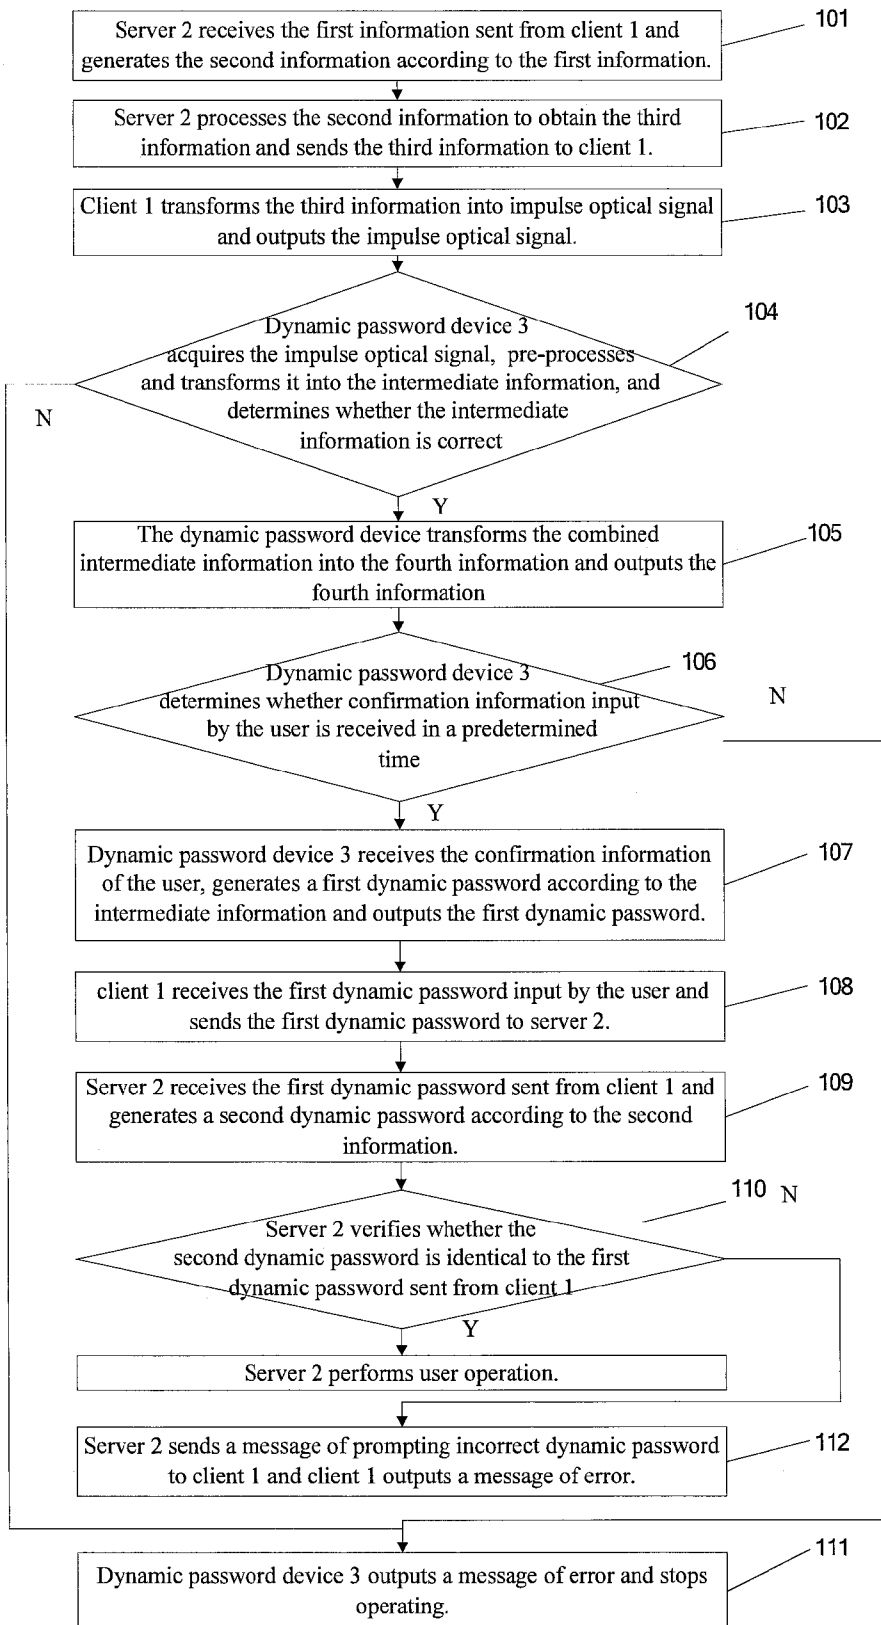 Server 2 receives the first information sent from client 1 and
generates the second information according to the first information.
101
Server 2 processes the second information to obtain the third
information and sends the third information to client 1.
102
Client 1 transforms the third information into impulse optical signal
and outputs the impulse optical signal.
103
Dynamic password device 3
acquires the impulse optical signal, pre-processes
and transforms it into the intermediate information, and
determines whether the intermediate
information is correct
104
N
Y
The dynamic password device transforms the combined
intermediate information into the fourth information and outputs the
fourth information
105
Dynamic password device 3
determines whether confirmation information input
by the user is received in a predetermined
time
106
N
Y
Dynamic password device 3 receives the confirmation information
of the user, generates a first dynamic password according to the
intermediate information and outputs the first dynamic password.
107
client 1 receives the first dynamic password input by the user and
sends the first dynamic password to server 2.
108
Server 2 receives the first dynamic password sent from client 1 and
generates a second dynamic password according to the second
information.
109
Server 2 verifies whether the
second dynamic password is identical to the first
dynamic password sent from client 1
110
N
Y
Server 2 performs user operation.
Server 2 sends a message of prompting incorrect dynamic password
to client 1 and client 1 outputs a message of error.
112
Dynamic password device 3 outputs a message of error and stops
operating.
111